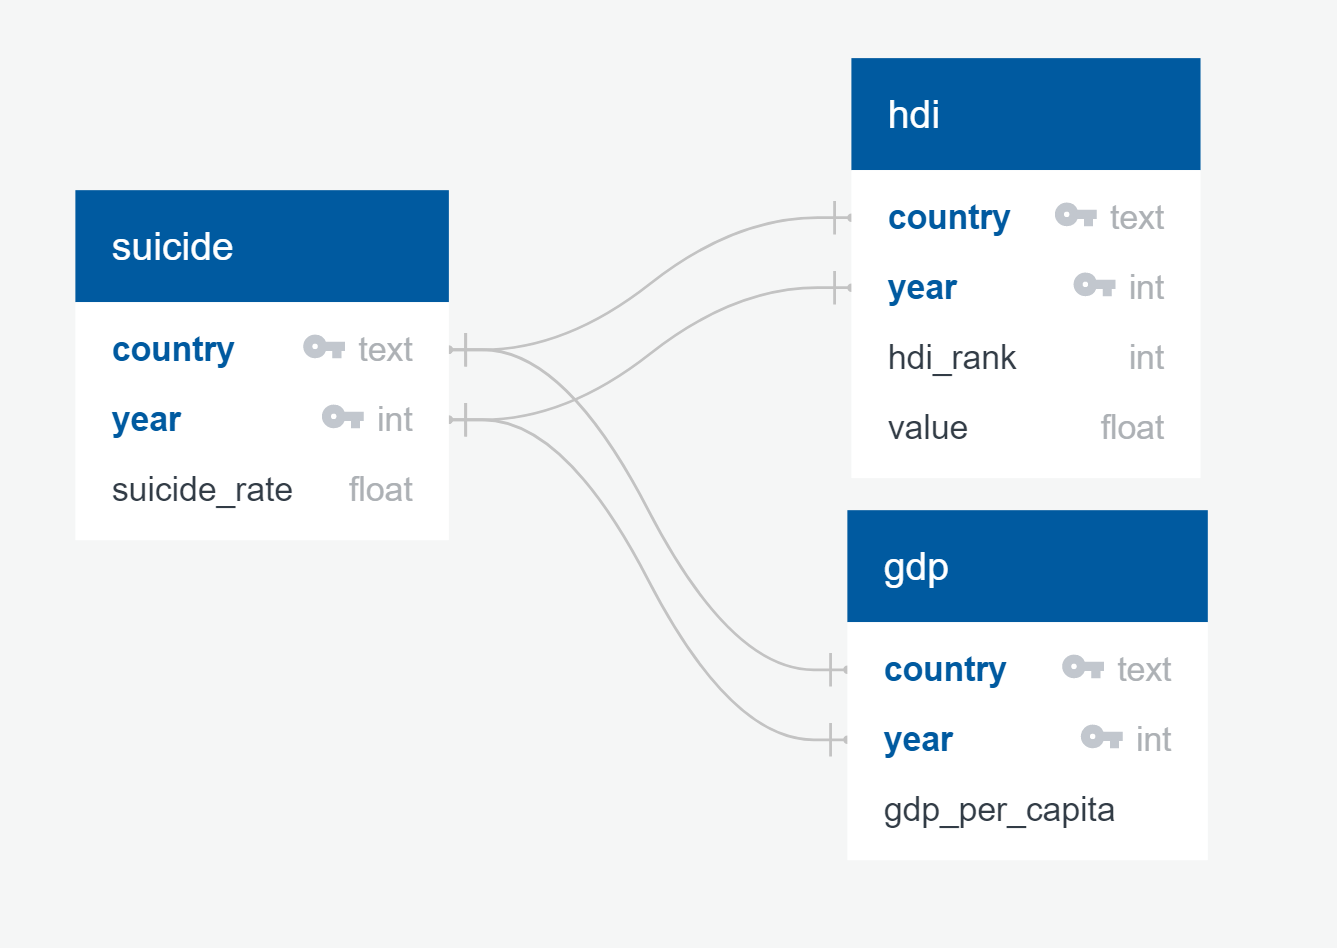 suicide
country text
year int
suicide_rate float
hdi
country text
year int
hdi_rank int
value float
gdp
country text
year int
gdp_per_capita